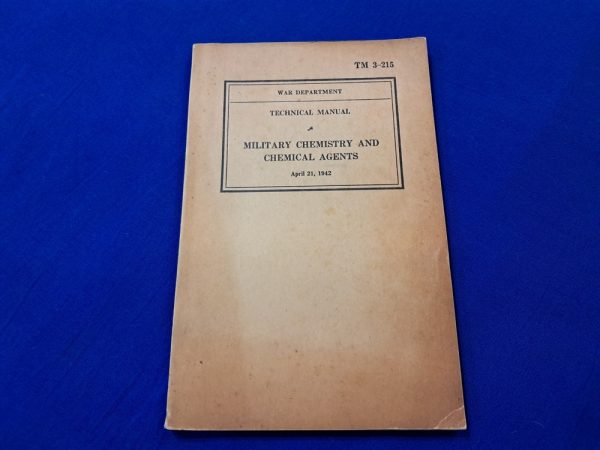 TM 3-215
WAR DEPARTMENT
TECHNICAL MANUAL
MILITARY CHEMISTRY AND
CHEMICAL AGENTS
April 21, 1942